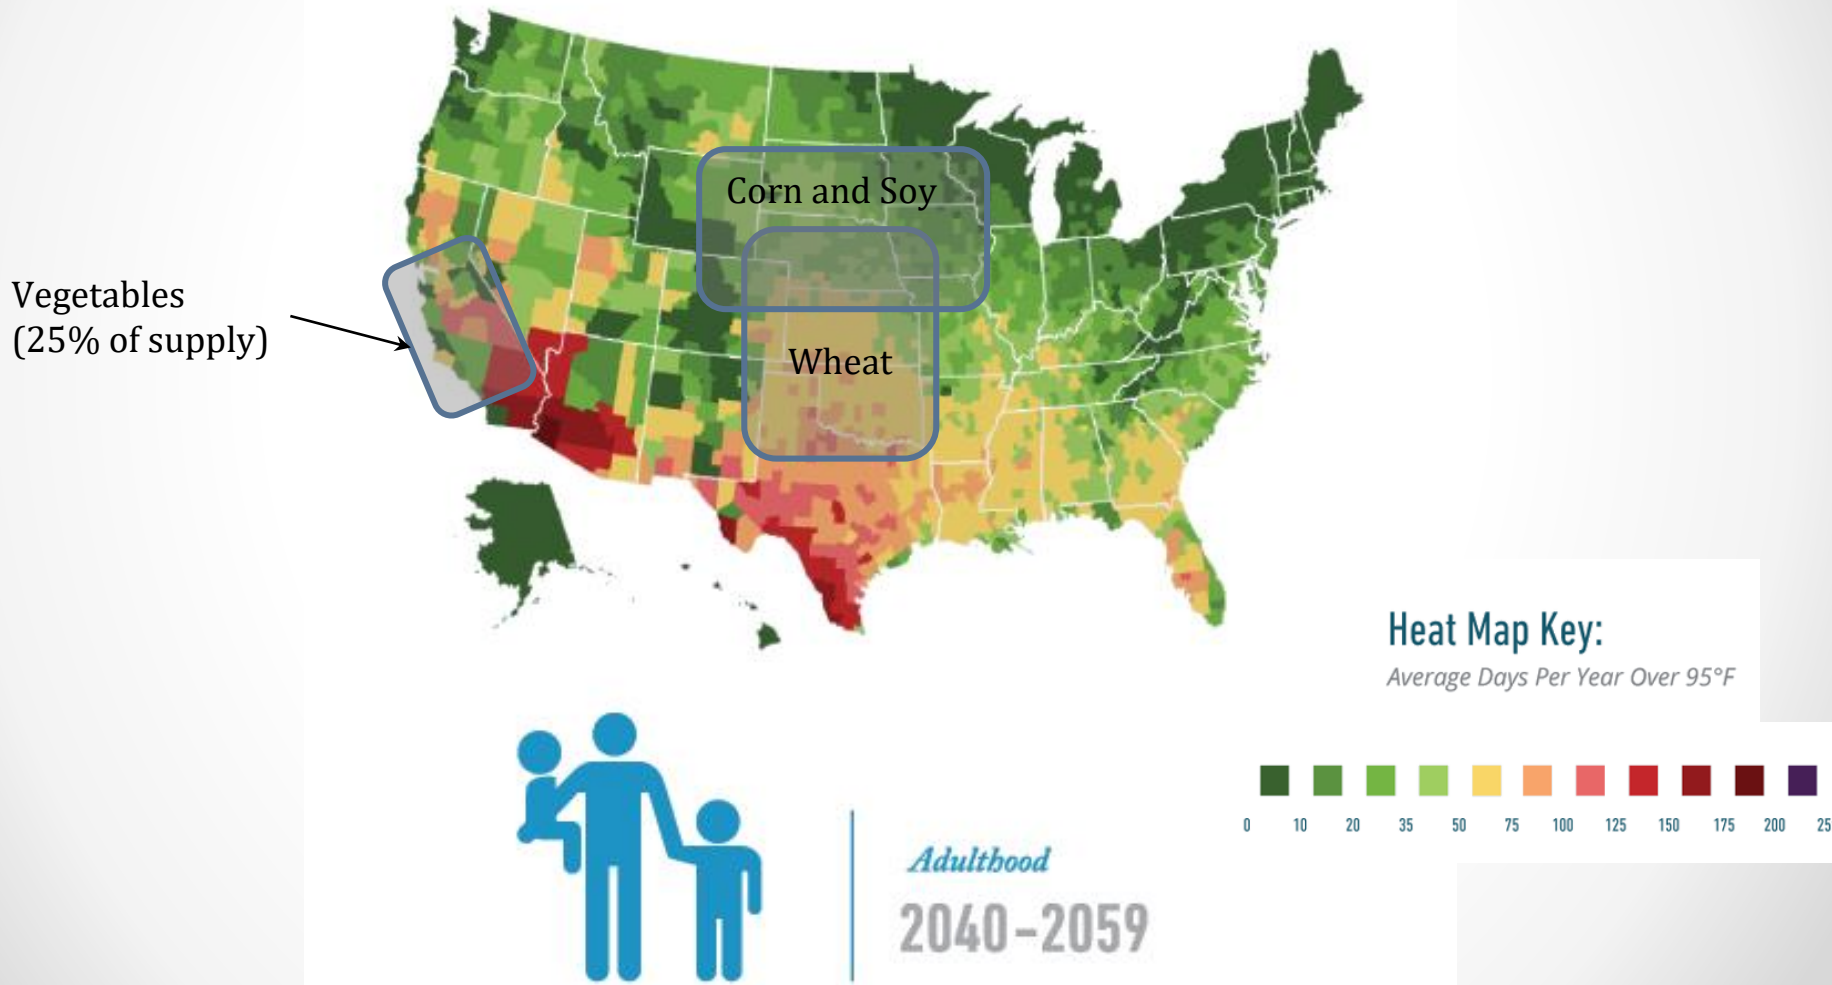 Corn and Soy
Vegetables
(25% of supply)
Wheat
Heat Map Key:
Average Days Per Year Over 95°F
0 10 20 35 50 75 100 125 150 175 200 25
Adulthood
2040-2059